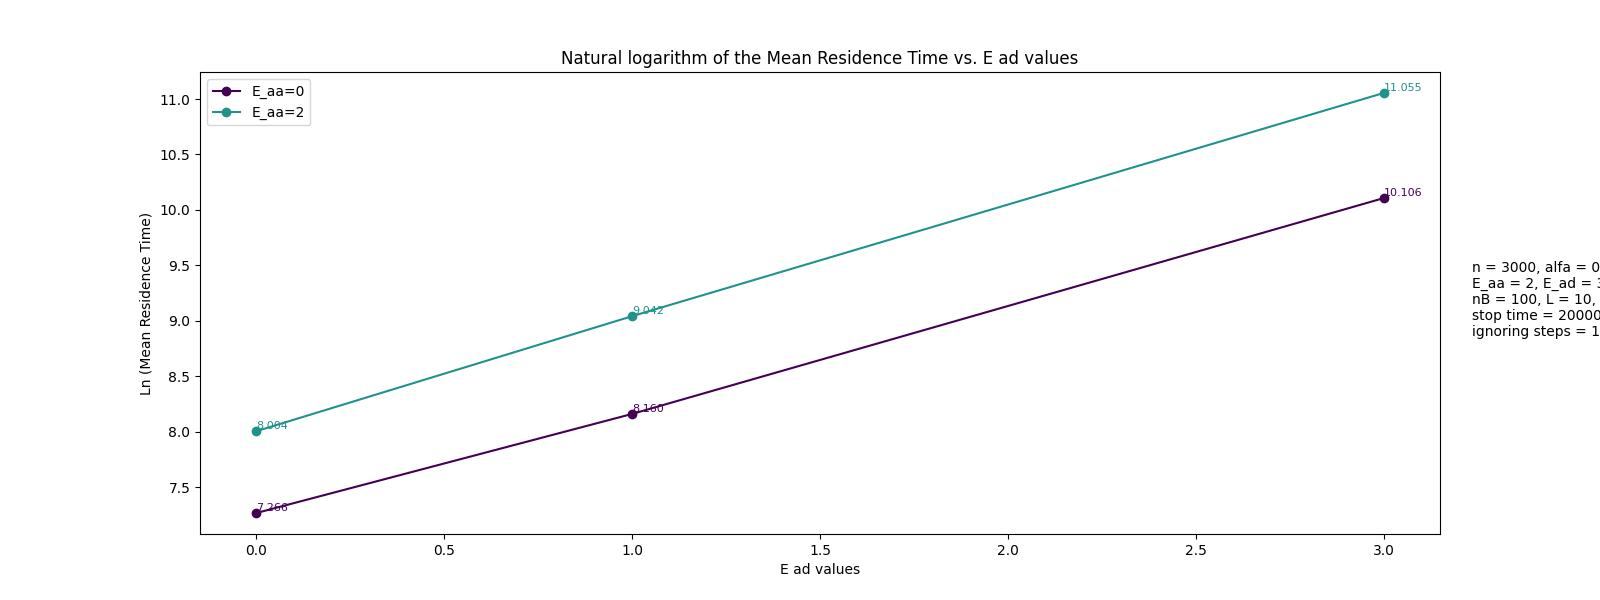 Natural logarithm of the Mean Residence Time vs. E ad values
E_aa=0
E_aa=2
11.0
10.5
10.0
9.5
9.0
8.5
8.0
7.5
Ln (Mean Residence Time)
11.055
10.106
9.042
8.160
8.004
7.266
0.0
0.5
1.0
1.5
2.0
2.5
3.0
E ad values
n = 3000, alfa = 0
E_aa = 2, E_ad = 3
nB = 100, L = 10,
stop time = 20000
ignoring steps = 1